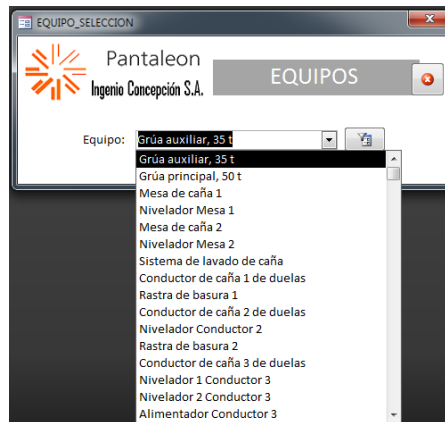 EQUIPO_SELECCION
Pantaleon
Ingenio Concepción S.A.
EQUIPOS
Equipo:
Grúa auxiliar, 35 t
Grúa auxiliar, 35 t
Grúa principal, 50 t
Mesa de caña 1
Nivelador Mesa 1
Mesa de caña 2
Nivelador Mesa 2
Sistema de lavado de caña
Conductor de caña 1 de duelas
Rastra de basura 1
Conductor de caña 2 de duelas
Nivelador Conductor 2
Rastra de basura 2
Conductor de caña 3 de duelas
Nivelador 1 Conductor 3
Nivelador 2 Conductor 3
Alimentador Conductor 3